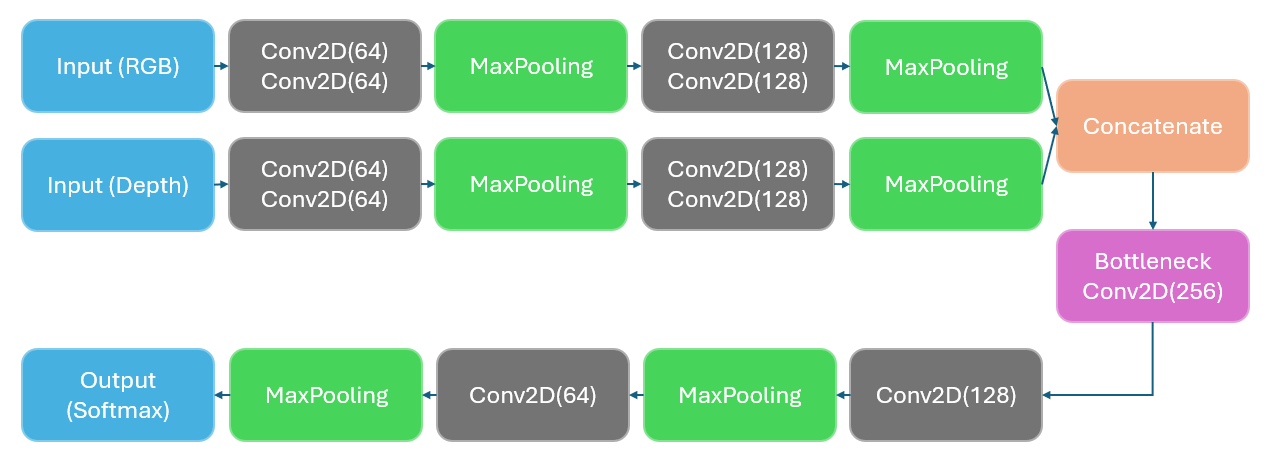 Input (RGB)
Conv2D(64)
Conv2D(64)
MaxPooling
Conv2D(128)
Conv2D(128)
MaxPooling
Concatenate
Input (Depth)
Conv2D(64)
Conv2D(64)
MaxPooling
Conv2D(128)
Conv2D(128)
MaxPooling
Bottleneck
Conv2D(256)
Output
(Softmax)
MaxPooling
Conv2D(64)
MaxPooling
Conv2D(128)